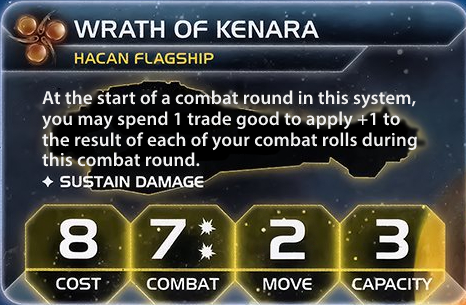 WRATH OF KENARA
HACAN FLAGSHIP
At the start of a combat round in this system,
you may spend 1 trade good to apply +1 to
the result of each of your combat rolls during
this combat round.
✦ SUSTAIN DAMAGE
8 7 2 3
COST COMBAT MOVE CAPACITY